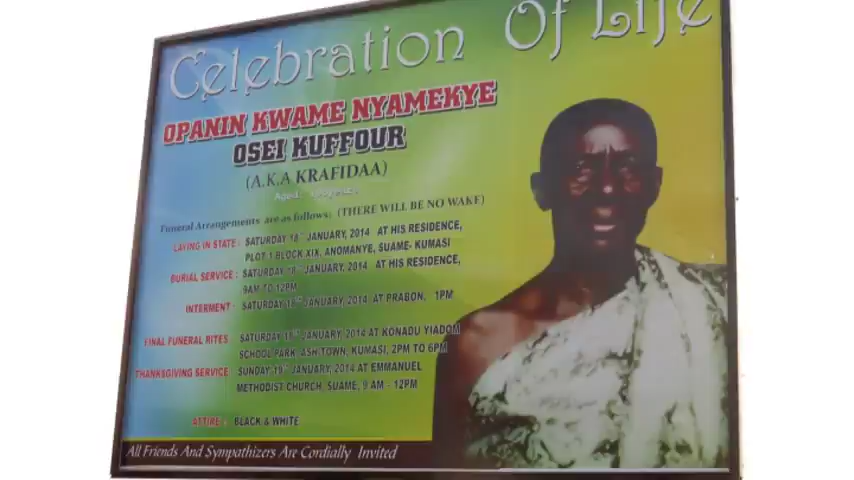 Celebration Of Life
OPANIN KWAME NYAMEKYE
OSEI KUFFOUR
(A.K.A KRAFIDAA)
Aged:
Funeral Arrangements are as follows: (THERE WILL BE NO WAKE)
LAYING IN STATE : SATURDAY 18TH JANUARY, 2014 AT HIS RESIDENCE,
PLOT 1 BLOCK XIX, ANOMANYE, SUAME- KUMASI
BURIAL SERVICE : SATURDAY 18TH JANUARY, 2014 AT HIS RESIDENCE,
9AM TO 12PM
INTERMENT : SATURDAY 18TH JANUARY, 2014 AT PRABON, 1PM
FINAL FUNERAL RITES : SATURDAY 18TH JANUARY, 2014 AT KONADU YIADOM
SCHOOL PARK, ASH TOWN, KUMASI, 2PM TO 6PM
THANKSGIVING SERVICE : SUNDAY 19TH JANUARY, 2014 AT EMMANUEL
METHODIST CHURCH, SUAME, 9 AM - 12PM
ATTIRE : BLACK & WHITE
All Friends And Sympathizers Are Cordially Invited